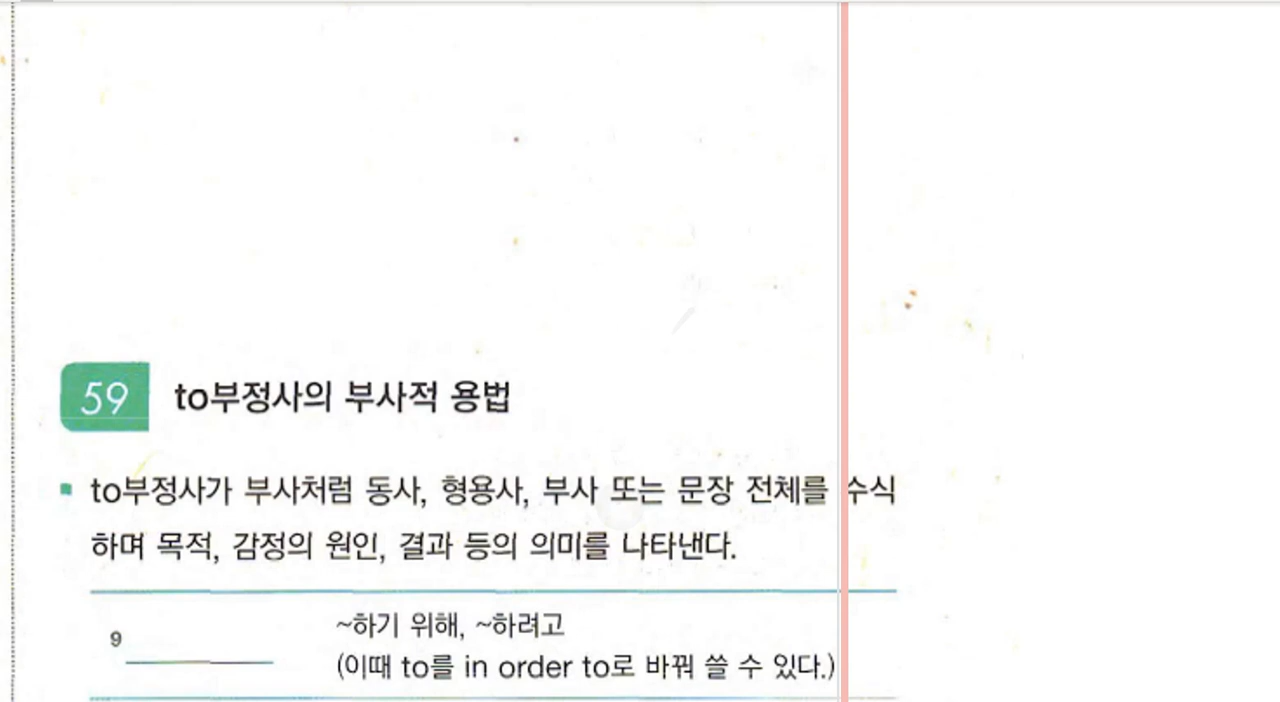 59 to부정사의 부사적 용법
to부정사가 부사처럼 동사, 형용사, 부사 또는 문장 전체를 수식
하며 목적, 감정의 원인, 결과 등의 의미를 나타낸다.
~하기 위해, ~하려고
9
(이때 to를 in order to로 바꿔 쓸 수 있다.)